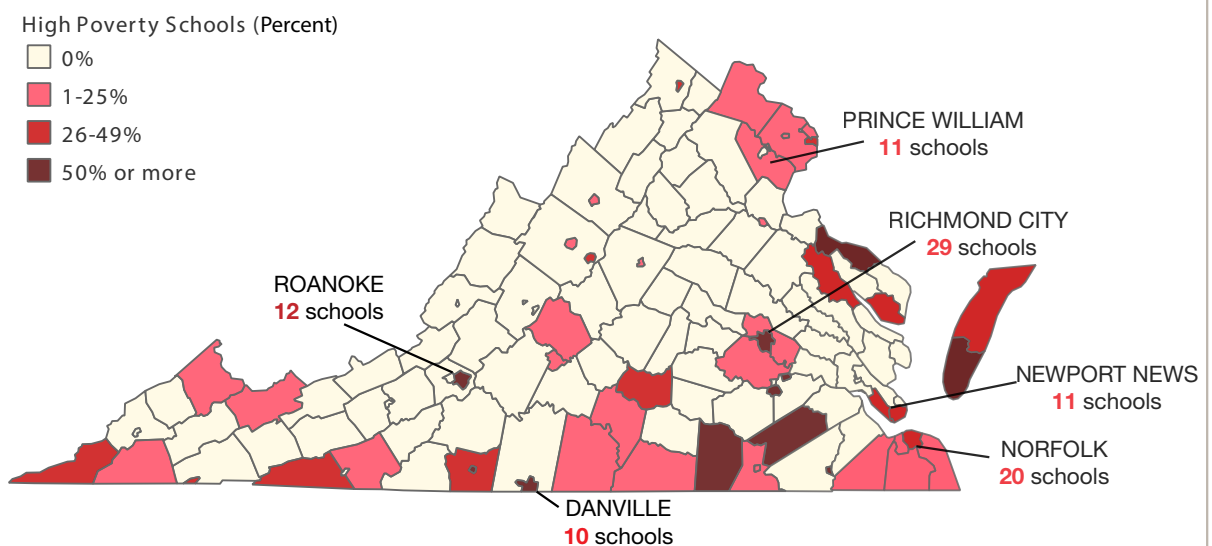 High Poverty Schools (Percent)
0%
1-25%
26-49%
50% or more
PRINCE WILLIAM
11 schools
RICHMOND CITY
29 schools
ROANOKE
12 schools
NEWPORT NEWS
11 schools
NORFOLK
20 schools
DANVILLE
10 schools